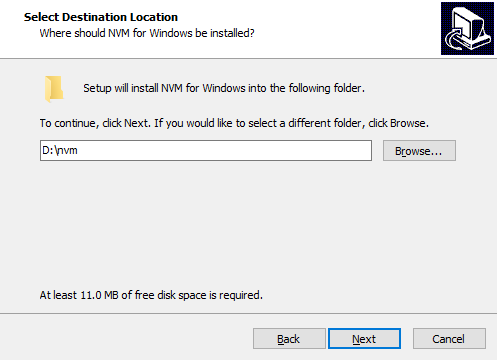 Select Destination Location
Where should NVM for Windows be installed?
Setup will install NVM for Windows into the following folder.
To continue, click Next. If you would like to select a different folder, click Browse.
D:\nvm
Browse...
At least 11.0 MB of free disk space is required.
Back
Next
Cancel